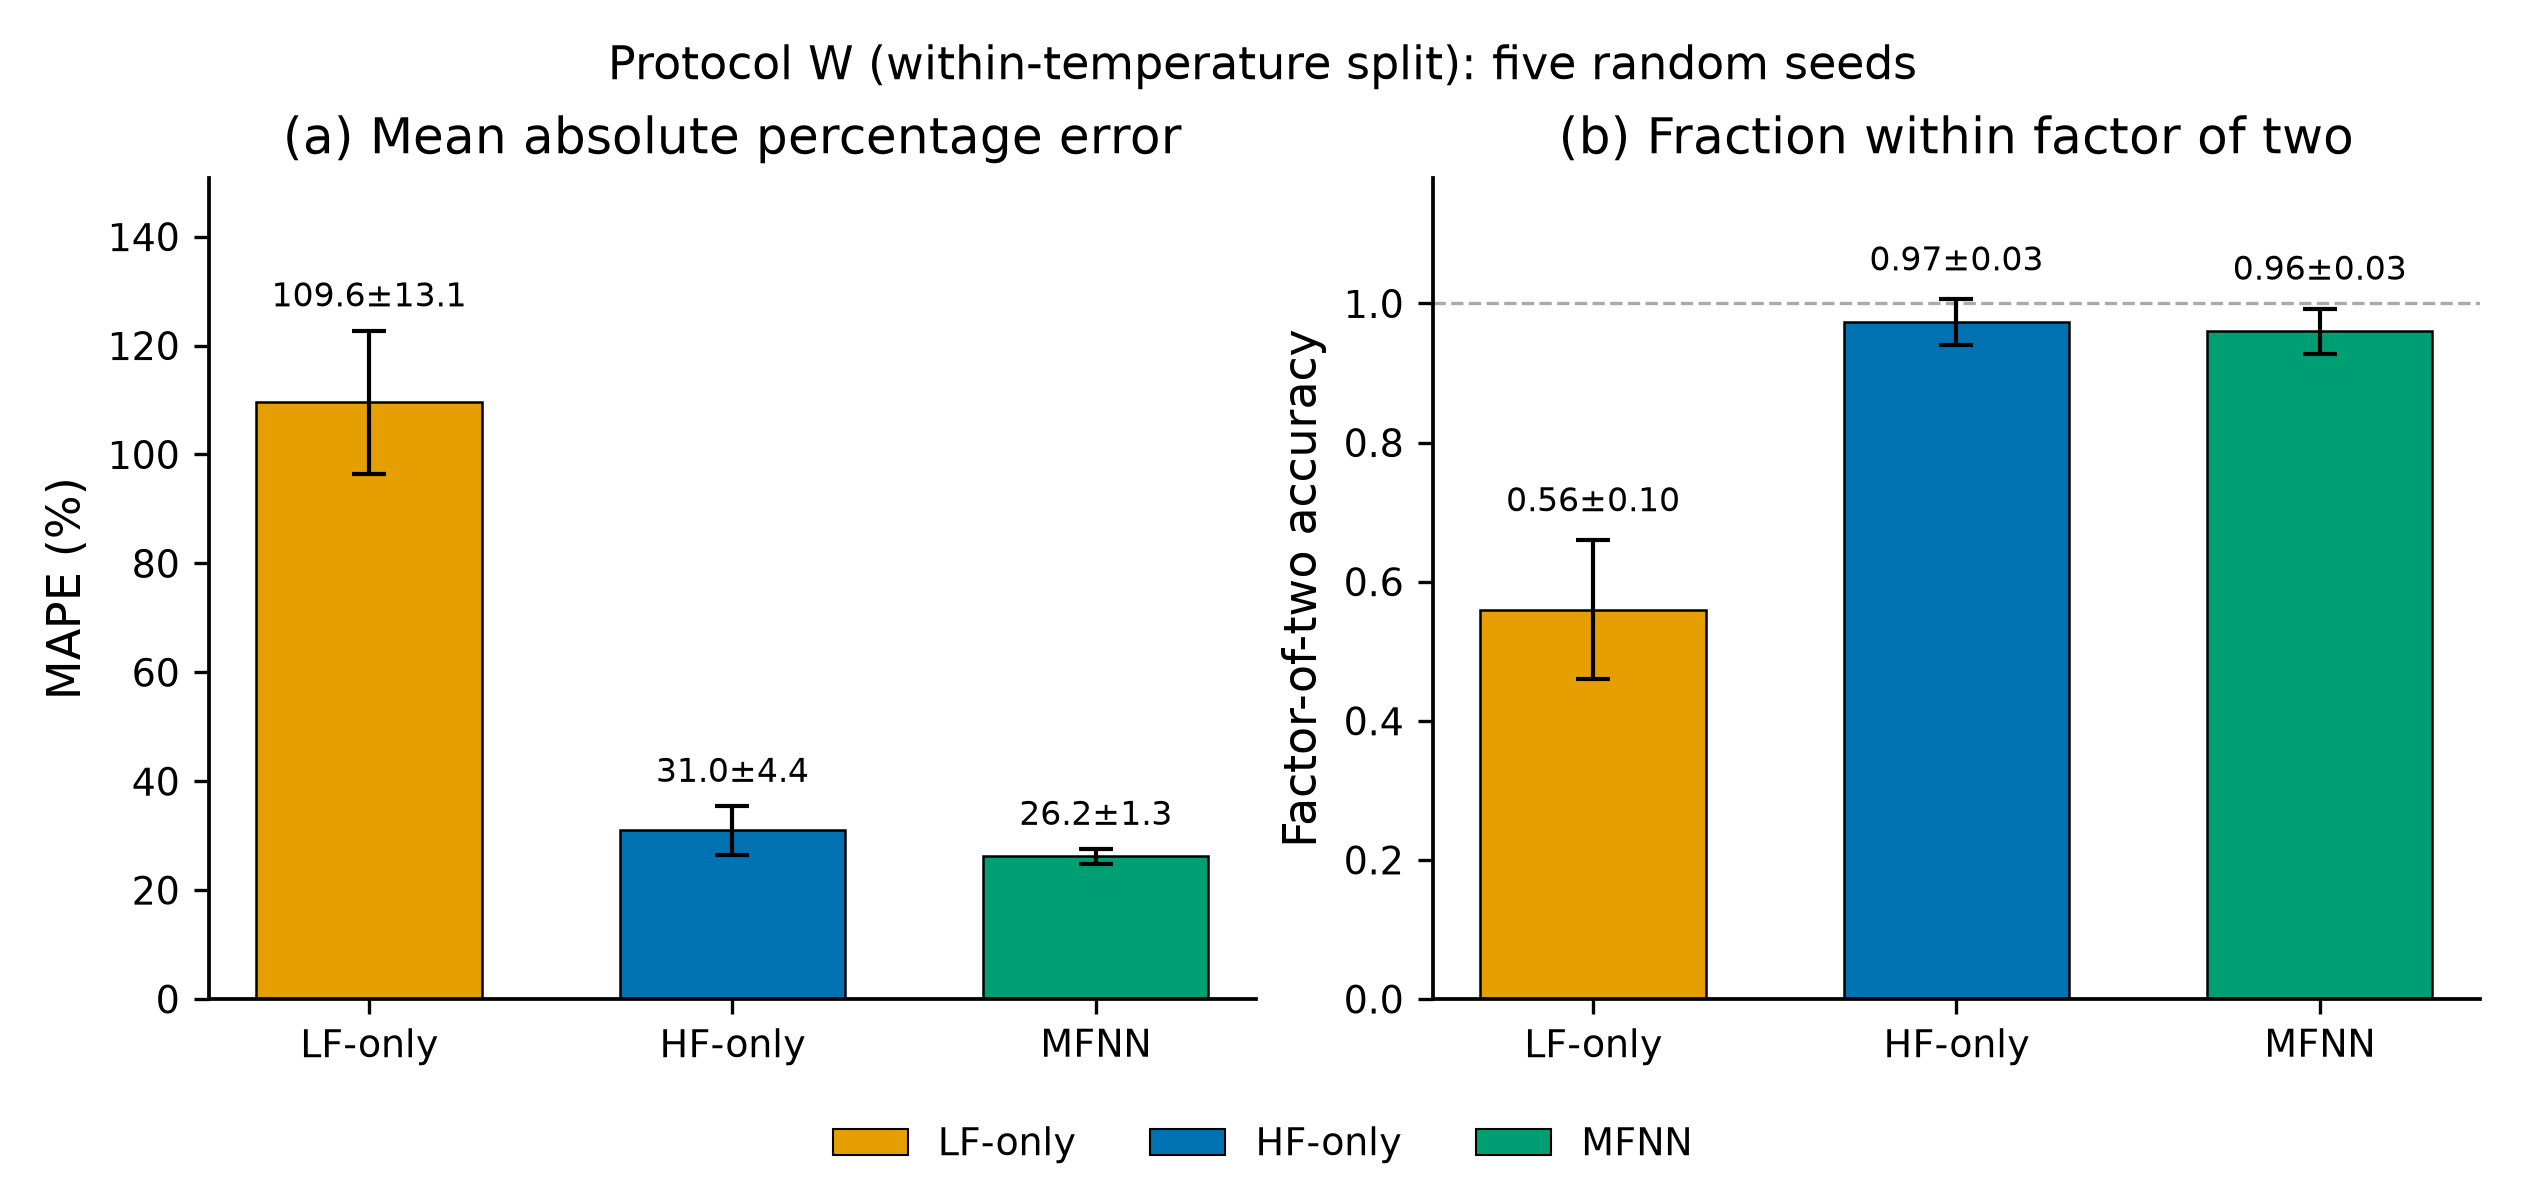 Protocol W (within-temperature split): five random seeds
(a) Mean absolute percentage error
MAPE (%)
140
120
100
80
60
40
20
0
109.6±13.1
31.0±4.4
26.2±1.3
LF-only
HF-only
MFNN
(b) Fraction within factor of two
Factor-of-two accuracy
1.0
0.8
0.6
0.4
0.2
0.0
0.56±0.10
0.97±0.03
0.96±0.03
LF-only
HF-only
MFNN
LF-only
HF-only
MFNN